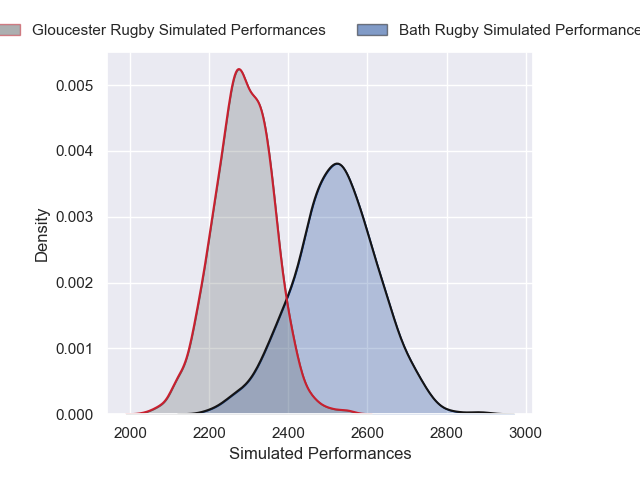 Gloucester Rugby Simulated Performances
Bath Rugby Simulated Performance
0.005
0.004
0.003
0.002
0.001
0.000
Density
2000 2200 2400 2600 2800 3000
Simulated Performances